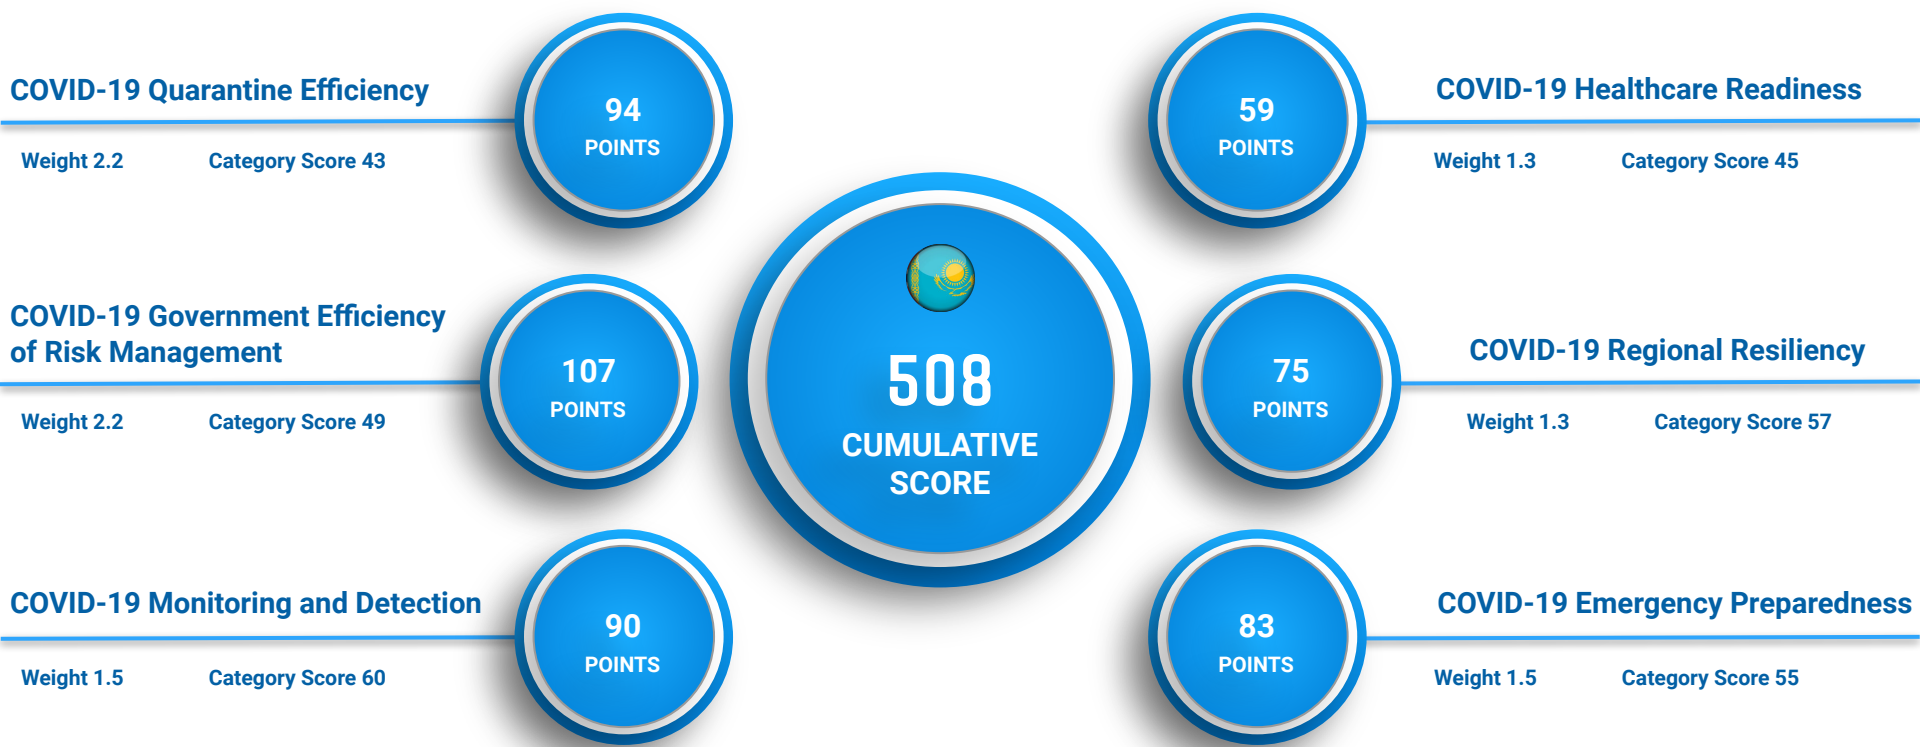 COVID-19 Quarantine Efficiency
Weight 2.2 Category Score 43
94
POINTS
COVID-19 Government Efficiency
of Risk Management
Weight 2.2 Category Score 49
107
POINTS
COVID-19 Monitoring and Detection
Weight 1.5 Category Score 60
90
POINTS
508
CUMULATIVE
SCORE
59
POINTS
COVID-19 Healthcare Readiness
Weight 1.3 Category Score 45
75
POINTS
COVID-19 Regional Resiliency
Weight 1.3 Category Score 57
83
POINTS
COVID-19 Emergency Preparedness
Weight 1.5 Category Score 55